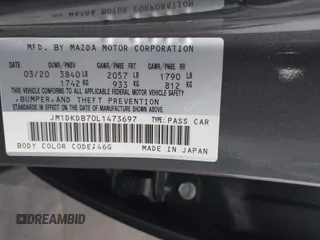 MFD. BY MAZDA MOTOR CORPORATION
GVWR/PNBV GAWR/PNBE FRT/AV GAWR/PNBE RR/AR
03/20 3840LB 2057LB 1790LB
1742KG 933KG 812KG
THIS VEHICLE CONFORMS TO ALL APPLICABLE
FEDERAL MOTOR VEHICLE SAFETY,
BUMPER, AND THEFT PREVENTION
STANDARDS IN EFFECT ON THE DATE OF
MANUFACTURE SHOWN ABOVE.
JM1DKDB70L1473697 TYPE:PASS CAR
BODY COLOR CODE:46G
MADE IN JAPAN
DREAMBID